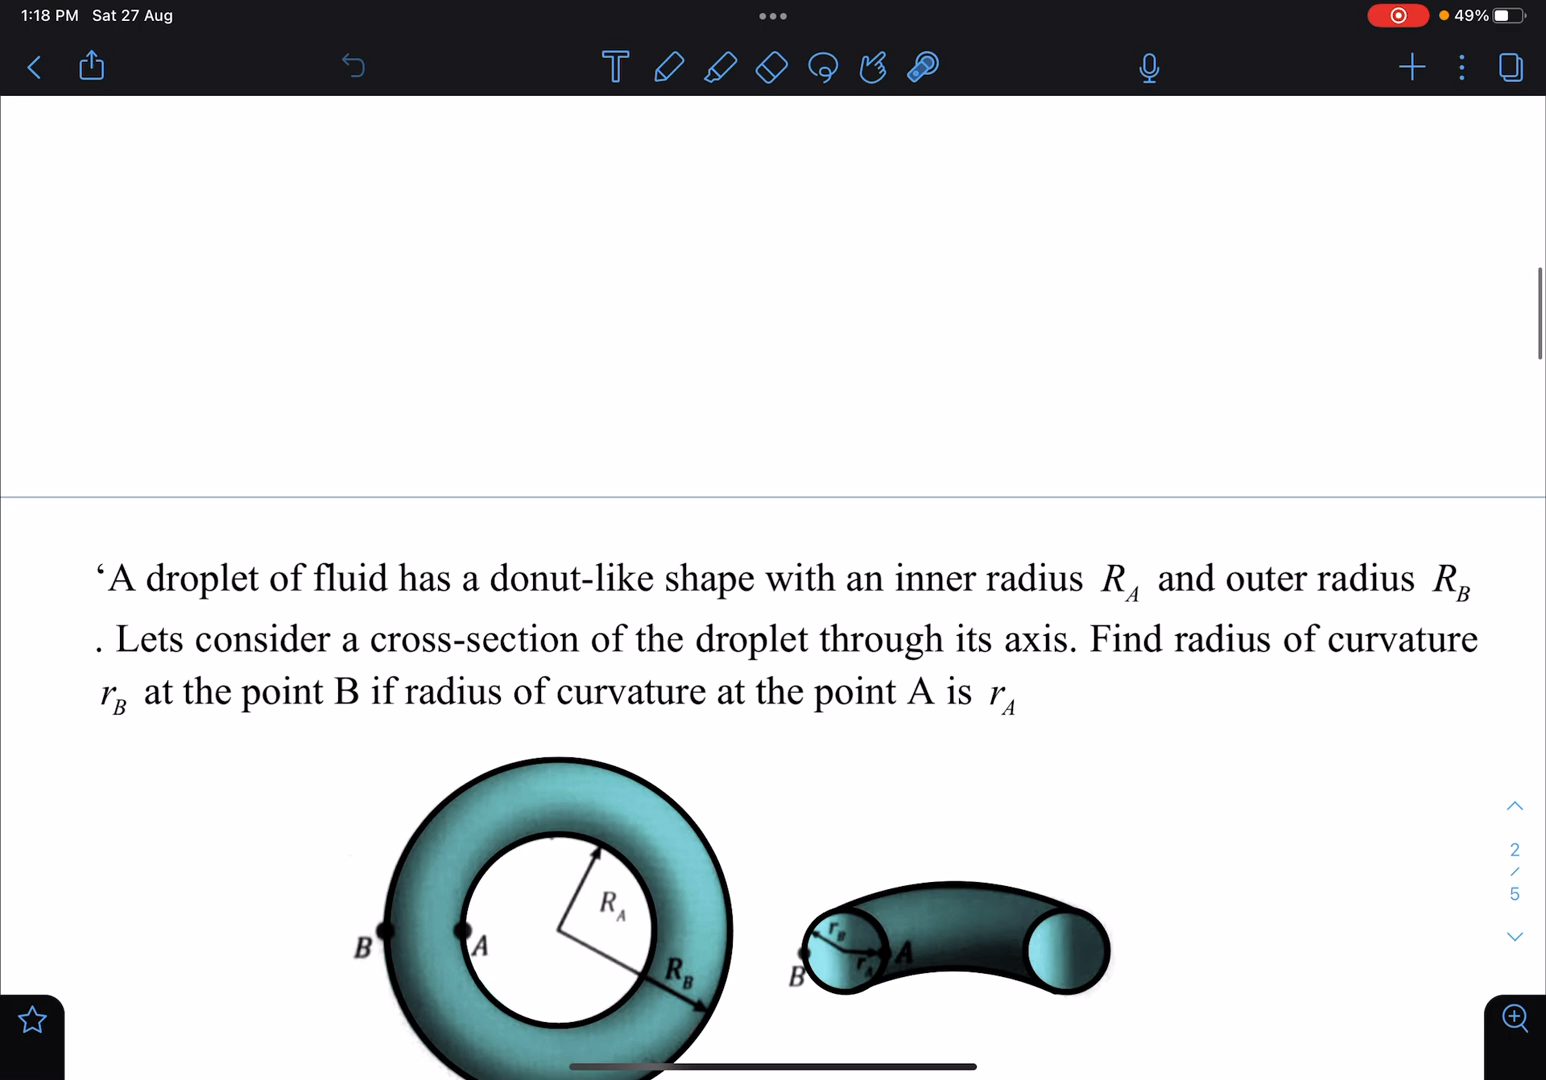 1:18 PM Sat 27 Aug
49%
‘A droplet of fluid has a donut-like shape with an inner radius R_A and outer radius R_B
. Lets consider a cross-section of the droplet through its axis. Find radius of curvature
r_B at the point B if radius of curvature at the point A is r_A
R_A
B
A
R_B
r_B
r_A
A
B
2
/
5